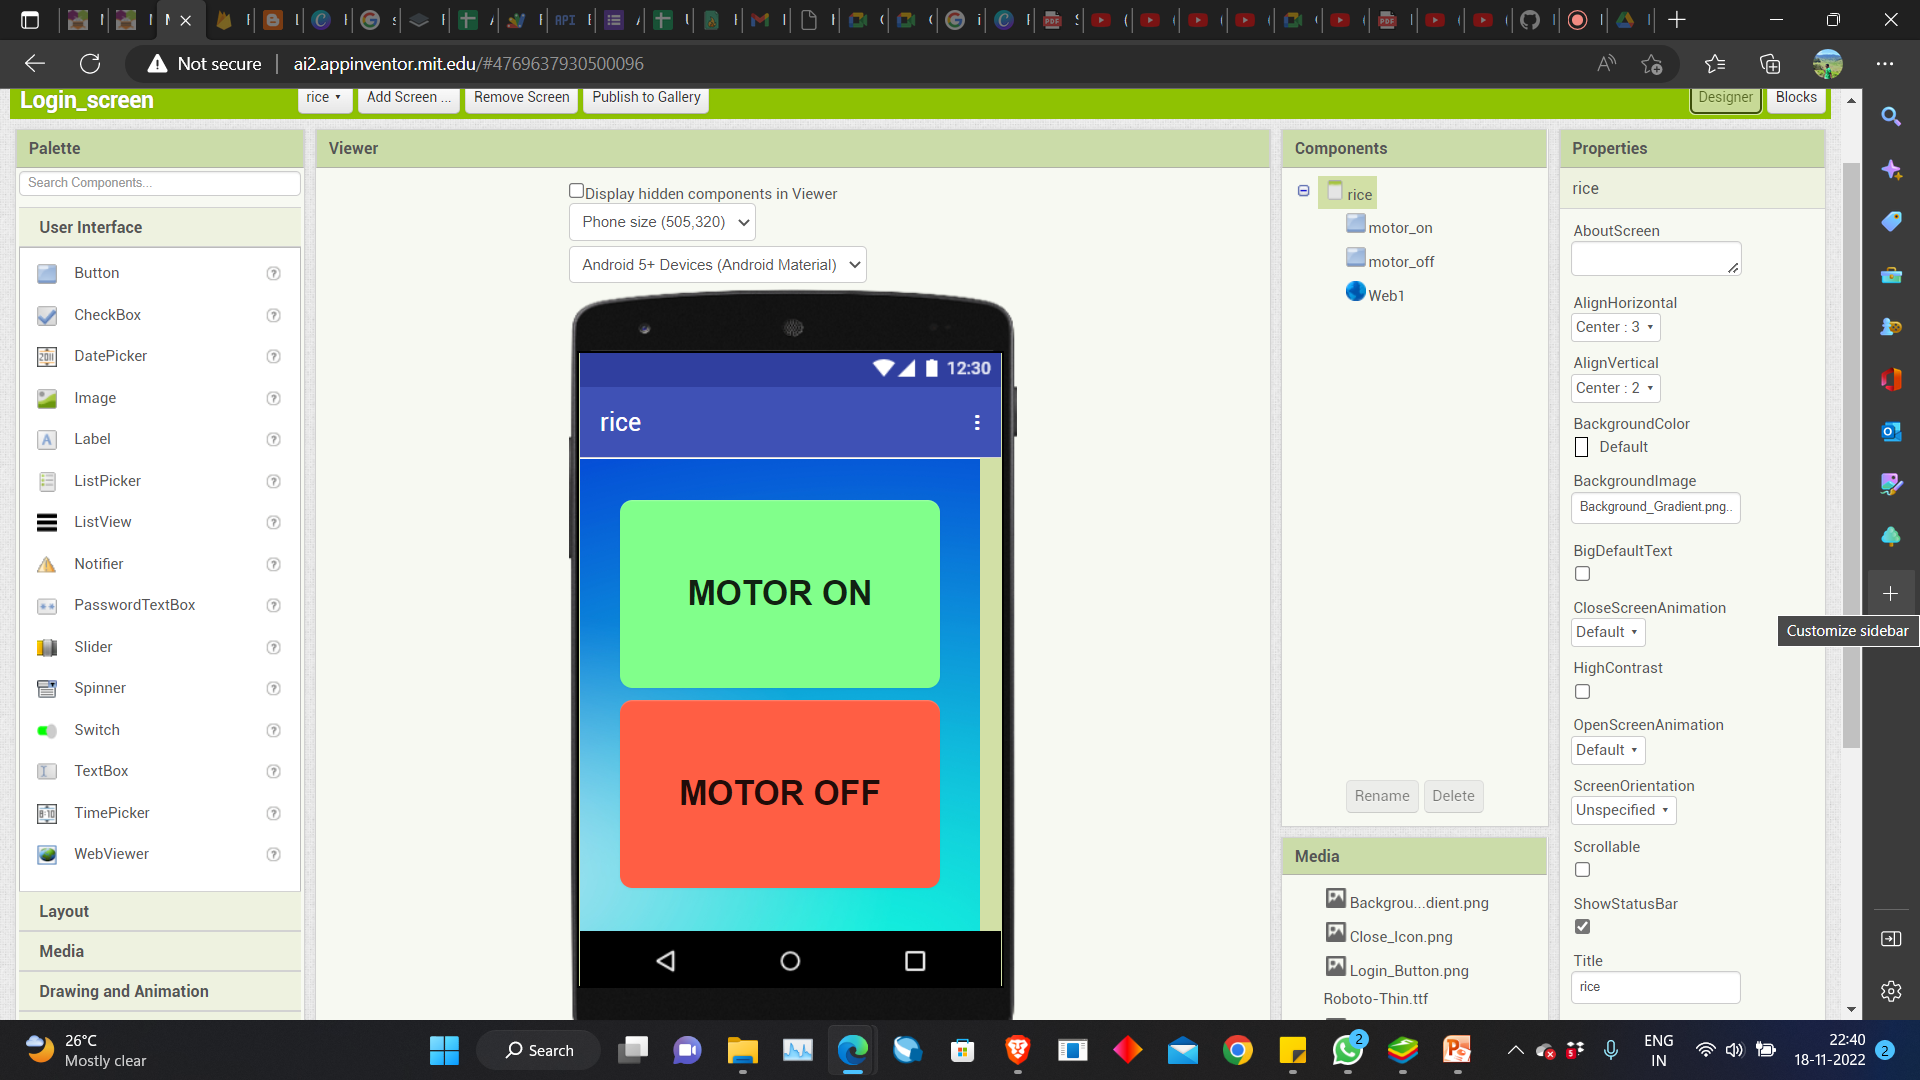 Not secure
ai2.appinventor.mit.edu/#4769637930500096
Login_screen
rice
Add Screen ...
Remove Screen
Publish to Gallery
Designer
Blocks
Palette
Search Components...
User Interface
Button
CheckBox
DatePicker
Image
Label
ListPicker
ListView
Notifier
PasswordTextBox
Slider
Spinner
Switch
TextBox
TimePicker
WebViewer
Layout
Media
Drawing and Animation
Viewer
Display hidden components in Viewer
Phone size (505,320)
Android 5+ Devices (Android Material)
12:30
rice
MOTOR ON
MOTOR OFF
Components
rice
motor_on
motor_off
Web1
Rename
Delete
Media
Backgrou...dient.png
Close_Icon.png
Login_Button.png
Roboto-Thin.ttf
Properties
rice
AboutScreen
AlignHorizontal
Center : 3
AlignVertical
Center : 2
BackgroundColor
Default
BackgroundImage
Background_Gradient.png..
BigDefaultText
CloseScreenAnimation
Default
HighContrast
OpenScreenAnimation
Default
ScreenOrientation
Unspecified
Scrollable
ShowStatusBar
Title
rice
Customize sidebar
26°C
Mostly clear
Search
2
ENG
IN
22:40
18-11-2022
2